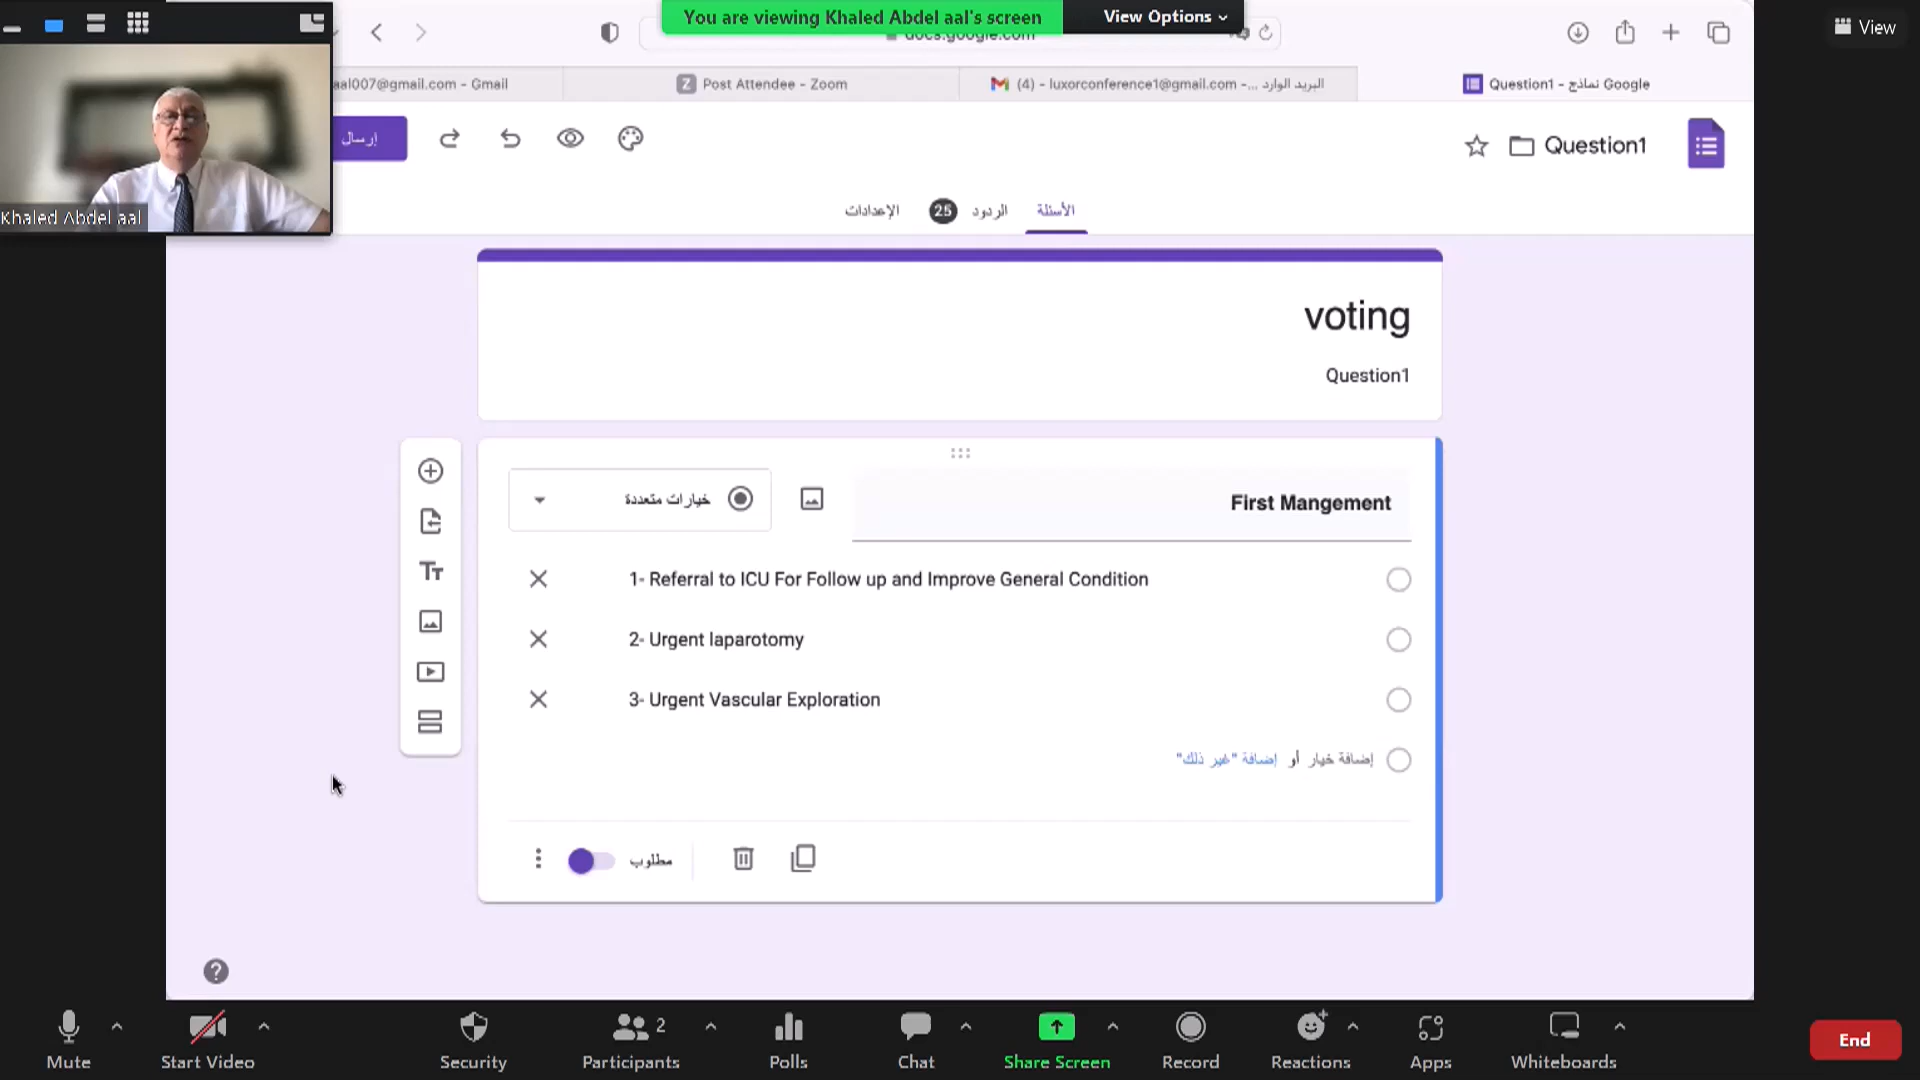 You are viewing Khaled Abdel aal's screen
View Options
View
docs.google.com
aal007@gmail.com - Gmail
Post Attendee - Zoom
(4) - luxorconference1@gmail.com -... البريد الوارد
Question1 - نماذج Google
إرسال
Question1
Khaled Abdel aal
الأسئلة
الردود
25
الإعدادات
voting
Question1
خيارات متعددة
First Mangement
1- Referral to ICU For Follow up and Improve General Condition
2- Urgent laparotomy
3- Urgent Vascular Exploration
إضافة خيار أو إضافة "غير ذلك"
مطلوب
Mute
Start Video
Security
Participants
2
Polls
Chat
Share Screen
Record
Reactions
Apps
Whiteboards
End